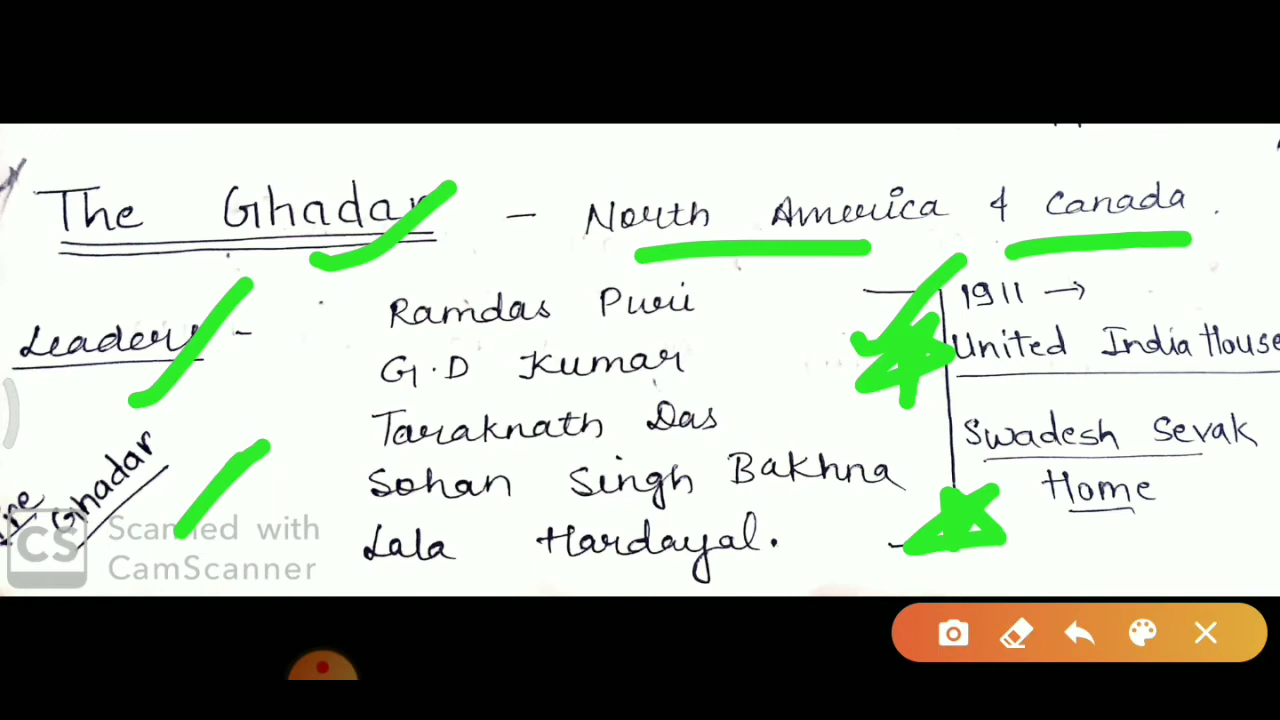 The Ghadar - North America & Canada.
Leaders - Ramdas Puri
G.D Kumar
Taraknath Das
Sohan Singh Bakhna
Lala Hardayal.
1911 →
United India House
Swadesh Sevak
Home
Ghadar
CS Scanned with
CamScanner